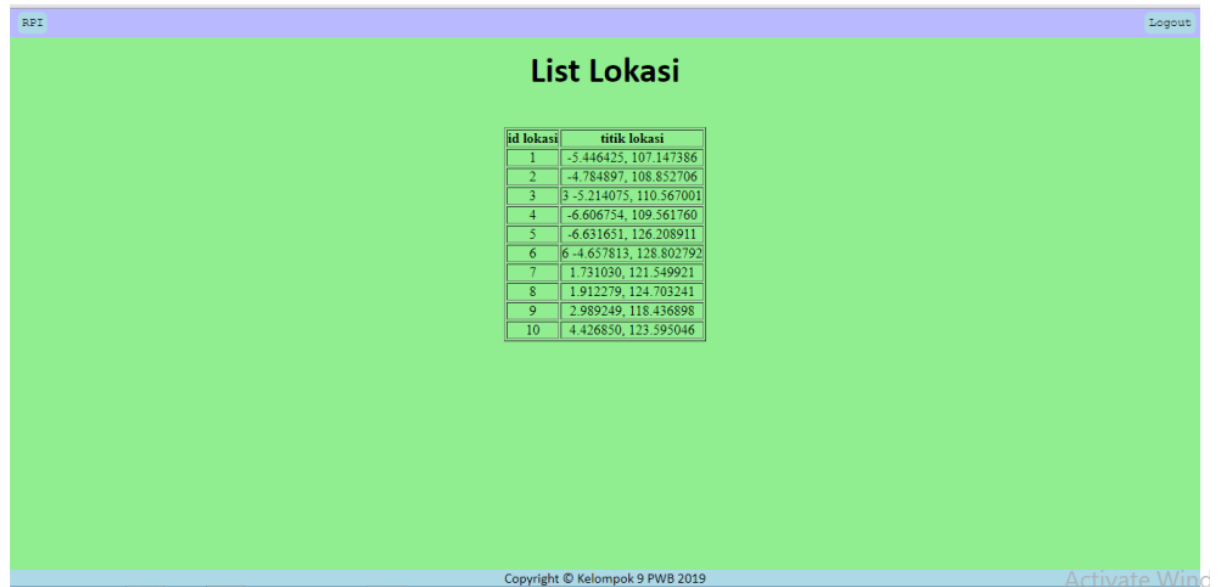 RPI Logout
List Lokasi
id lokasi titik lokasi
1 -5.446425, 107.147386
2 -4.784897, 108.852706
3 3 -5.214075, 110.567001
4 -6.606754, 109.561760
5 -6.631651, 126.208911
6 6 -4.657813, 128.802792
7 1.731030, 121.549921
8 1.912279, 124.703241
9 2.989249, 118.436898
10 4.426850, 123.595046
Copyright © Kelompok 9 PWB 2019
Activate Wind